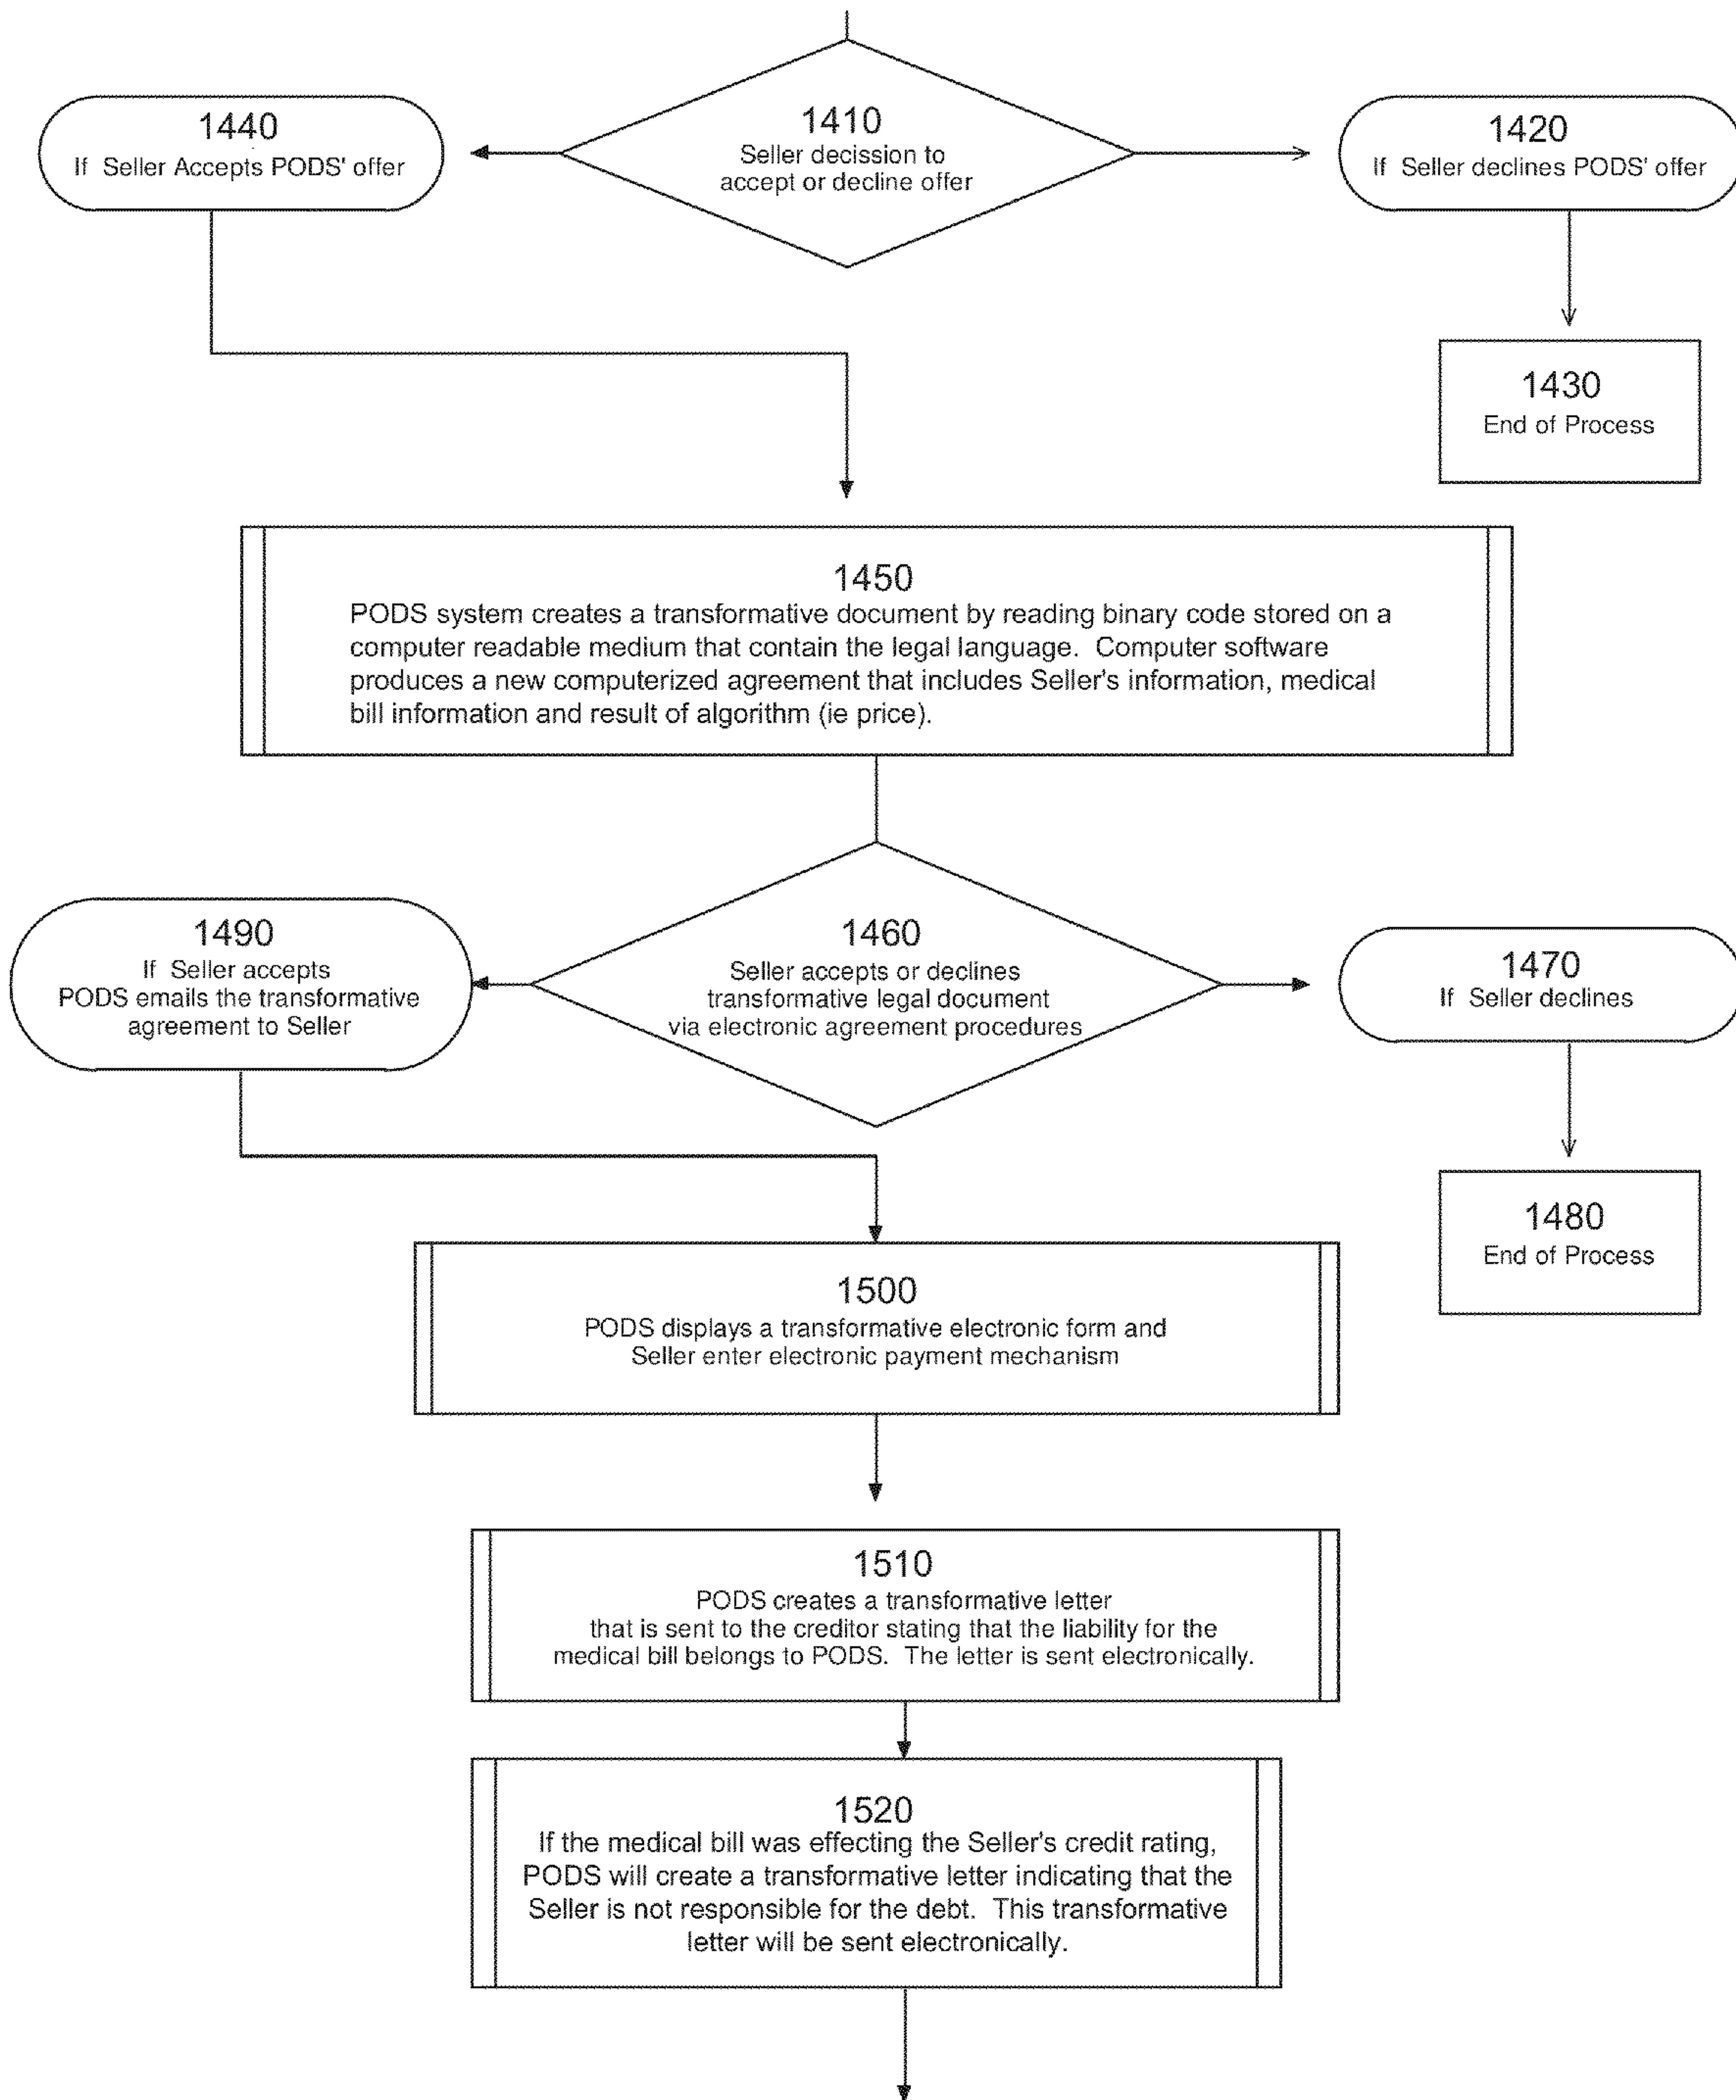 1410
Seller decission to
accept or decline offer
1440
If Seller Accepts PODS' offer
1420
If Seller declines PODS' offer
1430
End of Process
1450
PODS system creates a transformative document by reading binary code stored on a
computer readable medium that contain the legal language. Computer software
produces a new computerized agreement that includes Seller's information, medical
bill information and result of algorithm (ie price).
1460
Seller accepts or declines
transformative legal document
via electronic agreement procedures
1490
If Seller accepts
PODS emails the transformative
agreement to Seller
1470
If Seller declines
1480
End of Process
1500
PODS displays a transformative electronic form and
Seller enter electronic payment mechanism
1510
PODS creates a transformative letter
that is sent to the creditor stating that the liability for the
medical bill belongs to PODS. The letter is sent electronically.
1520
If the medical bill was effecting the Seller's credit rating,
PODS will create a transformative letter indicating that the
Seller is not responsible for the debt. This transformative
letter will be sent electronically.